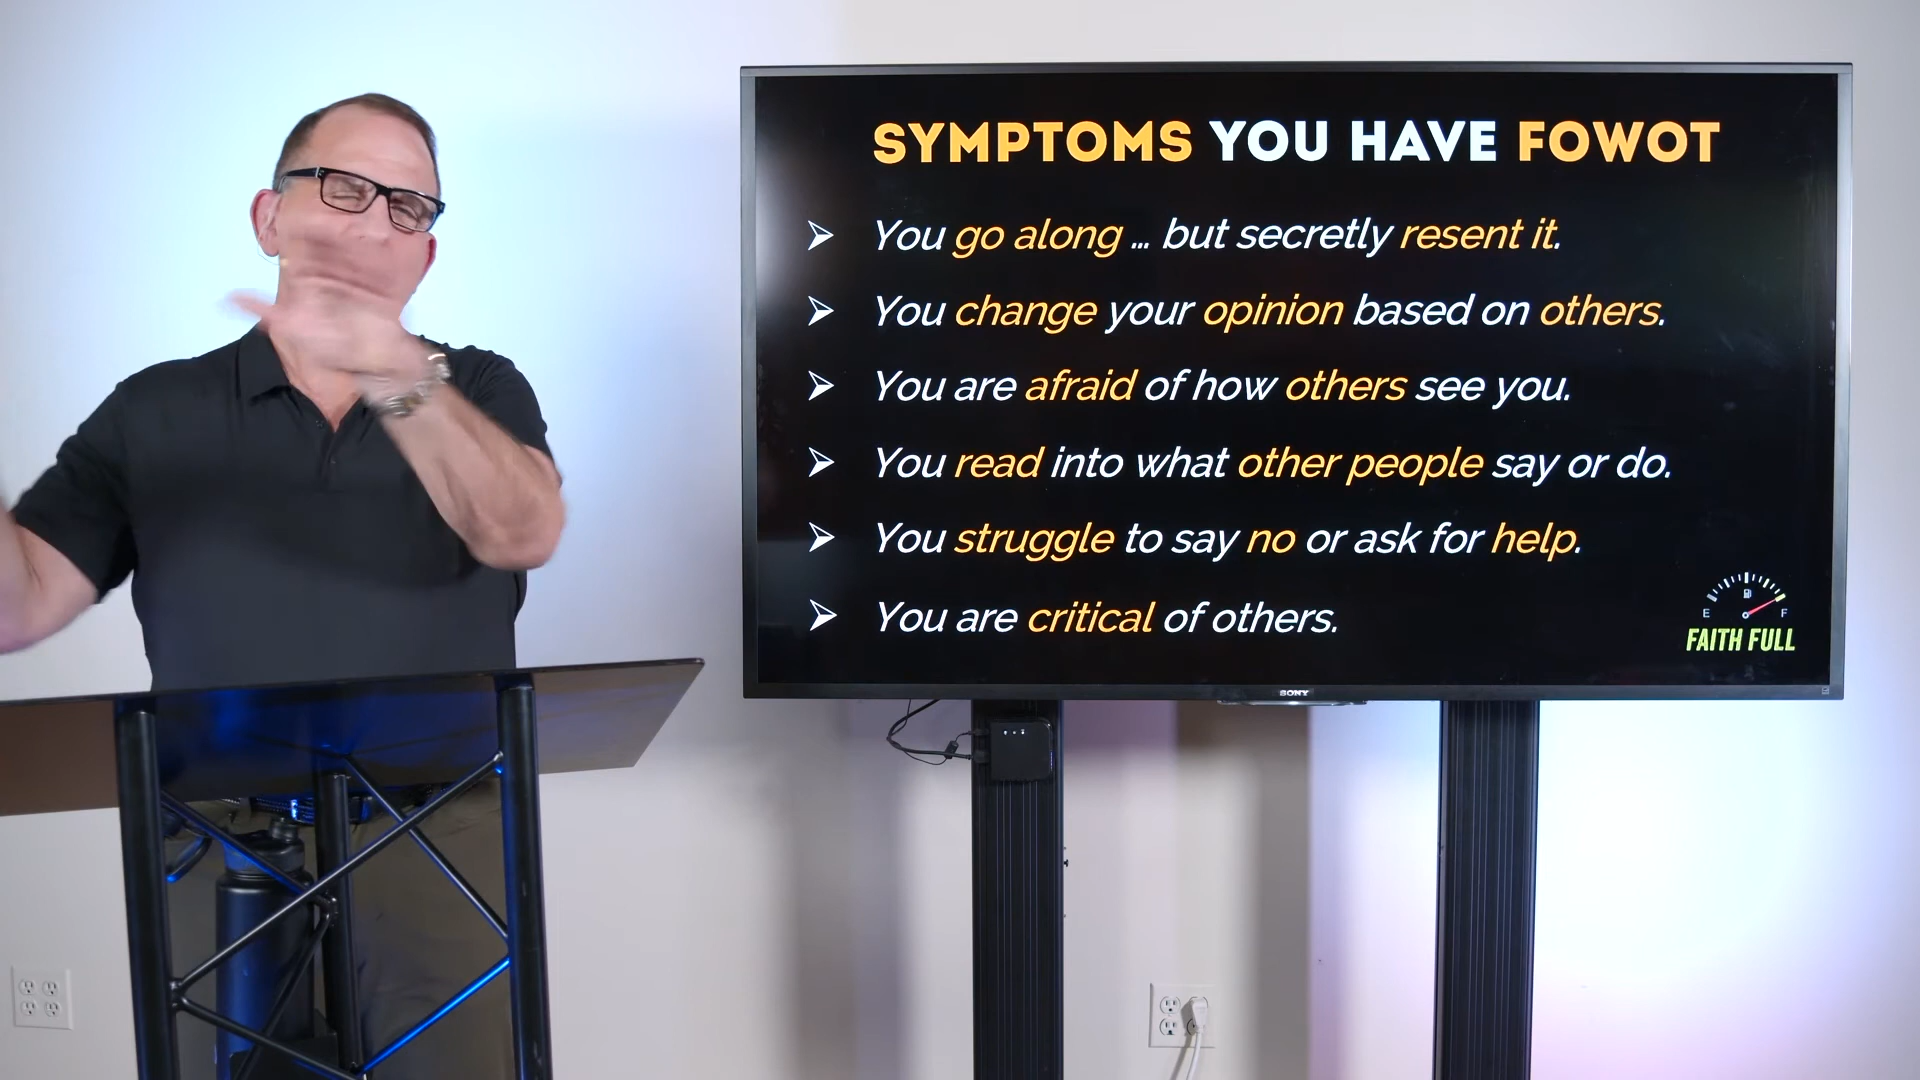 SYMPTOMS YOU HAVE FOWOT
You go along ... but secretly resent it.
You change your opinion based on others.
You are afraid of how others see you.
You read into what other people say or do.
You struggle to say no or ask for help.
You are critical of others.
E F
FAITH FULL
SONY